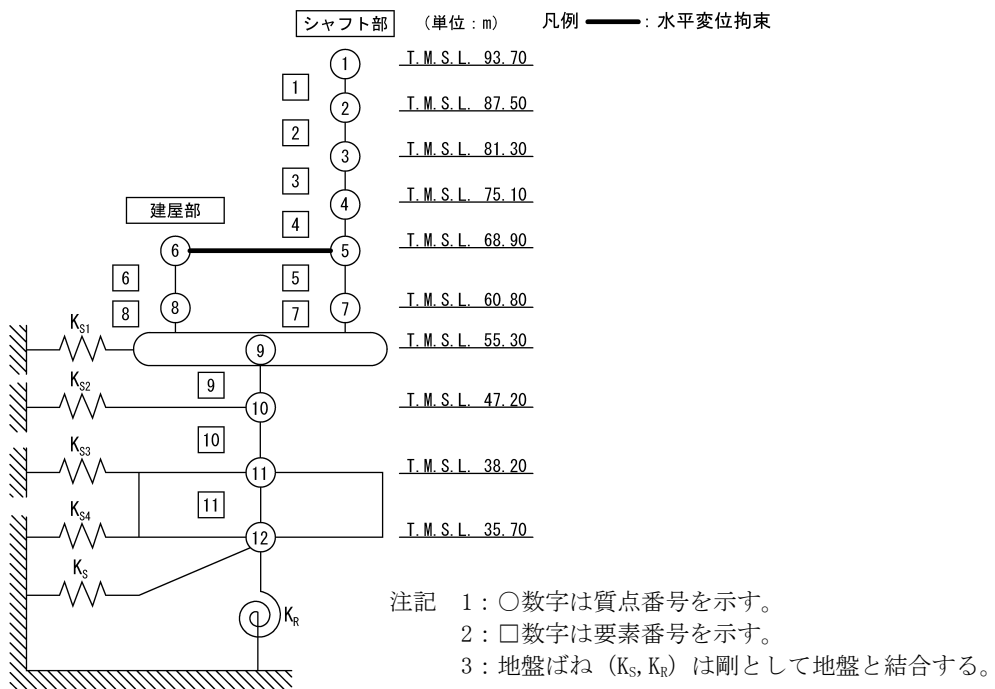 シャフト部 (単位：m) 凡例 ：水平変位拘束
1 T.M.S.L. 93.70
1
2 T.M.S.L. 87.50
2
3 T.M.S.L. 81.30
3
4 T.M.S.L. 75.10
建屋部 4
6 5 T.M.S.L. 68.90
6 5
8 7 T.M.S.L. 60.80
8 7
KS1 9 T.M.S.L. 55.30
9
KS2 10 T.M.S.L. 47.20
10
KS3 11 T.M.S.L. 38.20
11
KS4 12 T.M.S.L. 35.70
KS
KR
注記 1：○数字は質点番号を示す。
2：□数字は要素番号を示す。
3：地盤ばね（KS,KR）は剛として地盤と結合する。